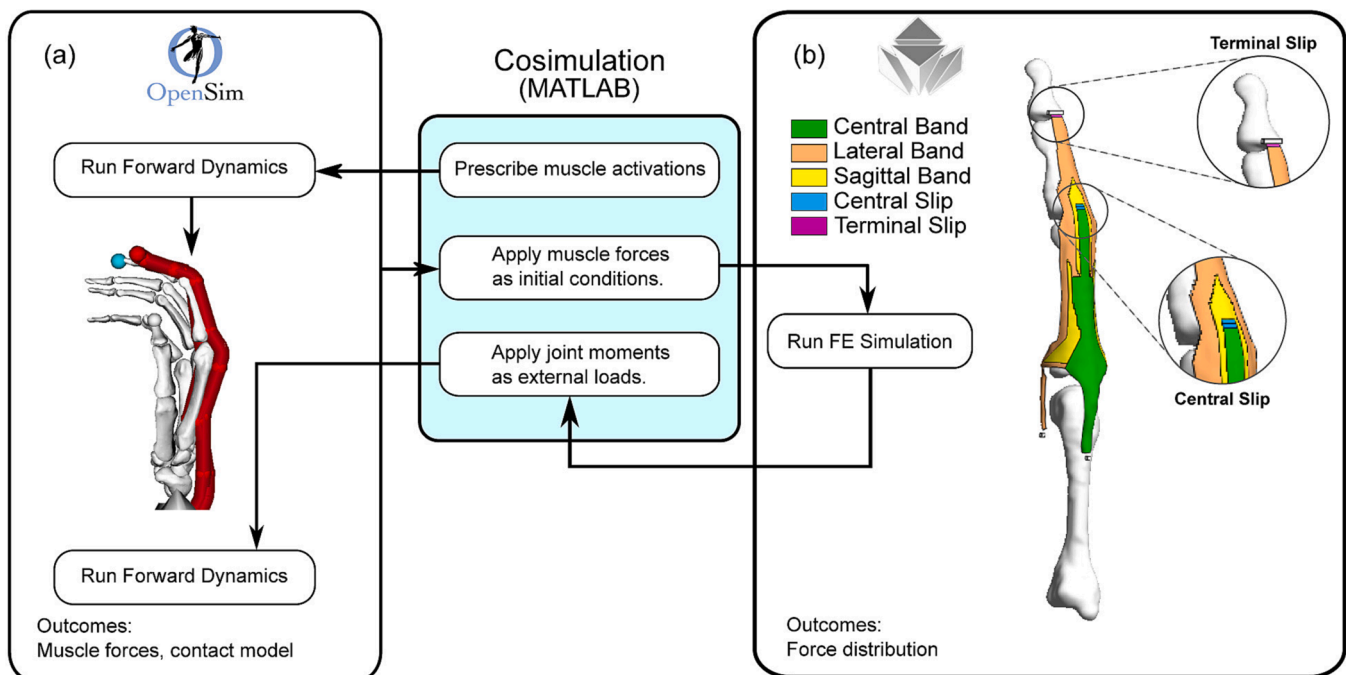 (a)
OpenSim
Run Forward Dynamics
Run Forward Dynamics
Outcomes:
Muscle forces, contact model
Cosimulation
(MATLAB)
Prescribe muscle activations
Apply muscle forces
as initial conditions.
Apply joint moments
as external loads.
(b)
Central Band
Lateral Band
Sagittal Band
Central Slip
Terminal Slip
Run FE Simulation
Terminal Slip
Central Slip
Outcomes:
Force distribution